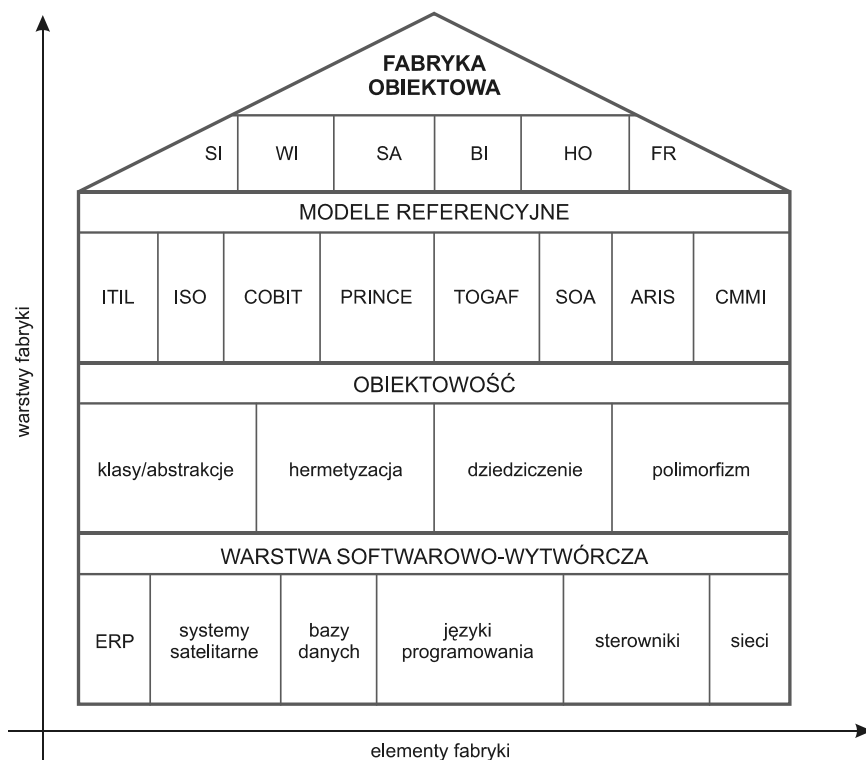 FABRYKA
OBIEKTOWA
SI WI SA BI HO FR
MODELE REFERENCYJNE
ITIL ISO COBIT PRINCE TOGAF SOA ARIS CMMI
OBIEKTOWOŚĆ
klasy/abstrakcje hermetyzacja dziedziczenie polimorfizm
WARSTWA SOFTWAROWO-WYTWÓRCZA
ERP
systemy
satelitarne
bazy
danych
języki
programowania
sterowniki
sieci
warstwy fabryki
elementy fabryki